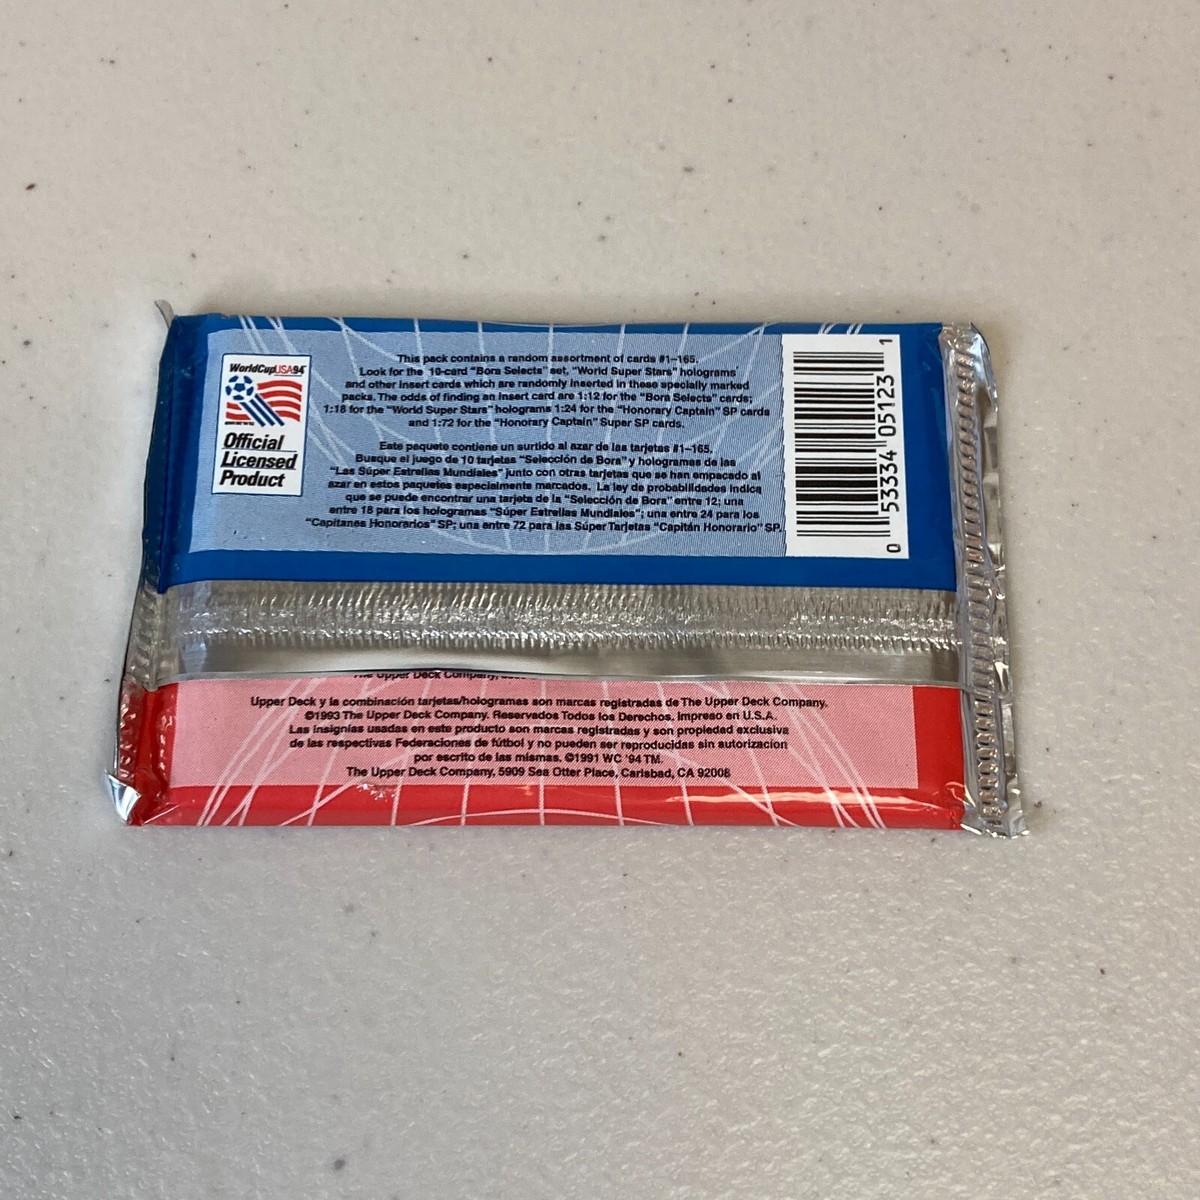 WorldCupUSA94
Official
Licensed
Product
This pack contains a random assortment of cards #1–165.
Look for the 10-card "Bora Selects" set, "World Super Stars" holograms
and other insert cards which are randomly inserted in these specially marked
packs. The odds of finding an insert card are 1:12 for the "Bora Selects" cards;
1:18 for the "World Super Stars" holograms 1:24 for the "Honorary Captain" SP cards
and 1:72 for the "Honorary Captain" Super SP cards.
Este paquete contiene un surtido al azar de las tarjetas #1–165.
Busque el juego de 10 tarjetas "Selección de Bora" y hologramas de las
"Las Súper Estrellas Mundiales" junto con otras tarjetas que se han empacado al
azar en estos paquetes especialmente marcados. La ley de probabilidades indica
que se puede encontrar una tarjeta de la "Selección de Bora" entre 12; una
entre 18 para los hologramas "Súper Estrellas Mundiales"; una entre 24 para los
"Capitanes Honorarios" SP; una entre 72 para las Súper Tarjetas "Capitán Honorario" SP.
0 53334 05123 1
The Upper Deck Company,
Upper Deck y la combinación tarjetas/hologramas son marcas registradas de The Upper Deck Company.
©1993 The Upper Deck Company. Reservados Todos los Derechos. Impreso en U.S.A.
Las insignias usadas en este producto son marcas registradas y son propiedad exclusiva
de las respectivas Federaciones de fútbol y no pueden ser reproducidas sin autorizacion
por escrito de las mismas. ©1991 WC '94 TM.
The Upper Deck Company, 5909 Sea Otter Place, Carlsbad, CA 92008